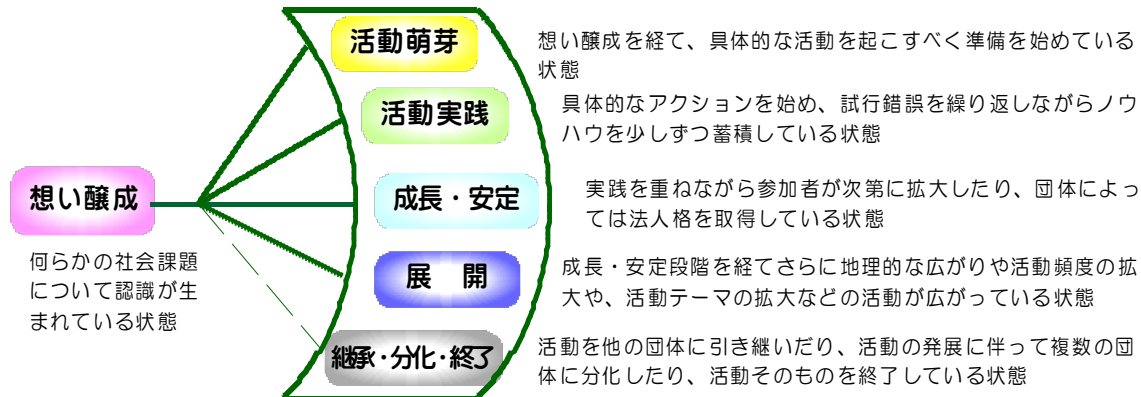 活動萌芽
想い醸成を経て、具体的な活動を起こすべく準備を始めている
状態
活動実践
具体的なアクションを始め、試行錯誤を繰り返しながらノウ
ハウを少しずつ蓄積している状態
想い醸成
何らかの社会課題
について認識が生
まれている状態
成長・安定
実践を重ねながら参加者が次第に拡大したり、団体によっ
ては法人格を取得している状態
展　開
成長・安定段階を経てさらに地理的な広がりや活動頻度の拡
大や、活動テーマの拡大などの活動が広がっている状態
継承・分化・終了
活動を他の団体に引き継いだり、活動の発展に伴って複数の団
体に分化したり、活動そのものを終了している状態